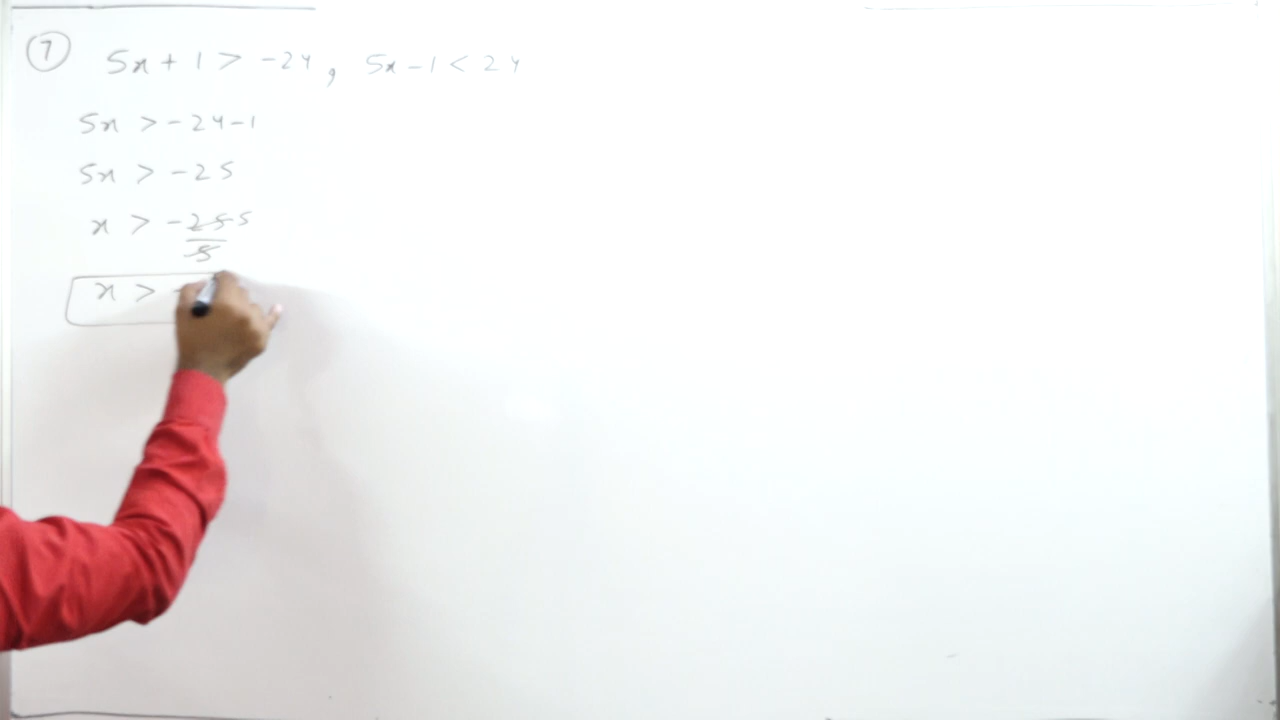 7 5x + 1 > -24, 5x - 1 < 24
5x > -24-1
5x > -25
x > -25 5
5
x > -